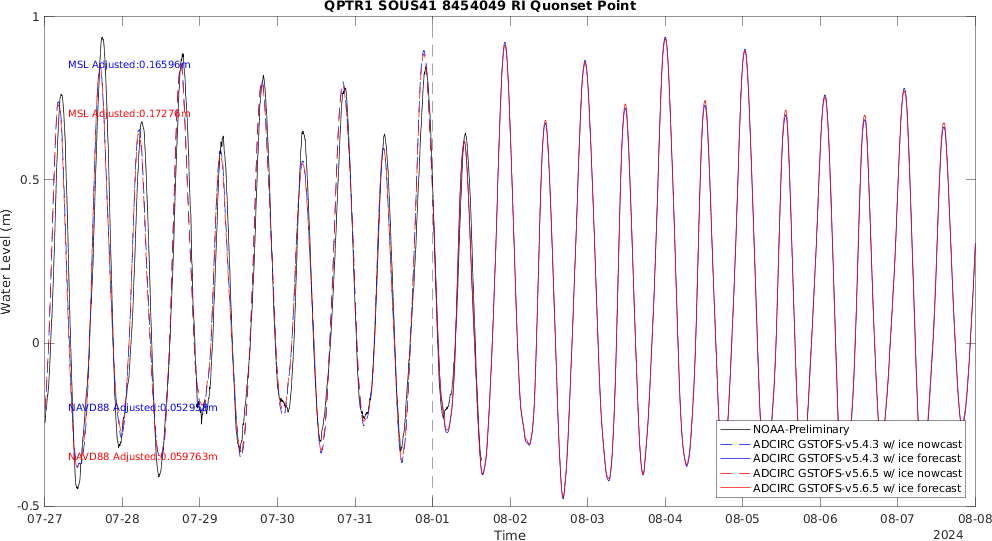 QPTR1 SOUS41 8454049 RI Quonset Point
Water Level (m)
1
0.5
0
-0.5
MSL Adjusted:0.16596m
MSL Adjusted:0.17276m
NAVD88 Adjusted:0.052958m
NAVD88 Adjusted:0.059763m
NOAA-Preliminary
ADCIRC GSTOFS-v5.4.3 w/ ice nowcast
ADCIRC GSTOFS-v5.4.3 w/ ice forecast
ADCIRC GSTOFS-v5.6.5 w/ ice nowcast
ADCIRC GSTOFS-v5.6.5 w/ ice forecast
07-27 07-28 07-29 07-30 07-31 08-01 08-02 08-03 08-04 08-05 08-06 08-07 08-08
Time
2024